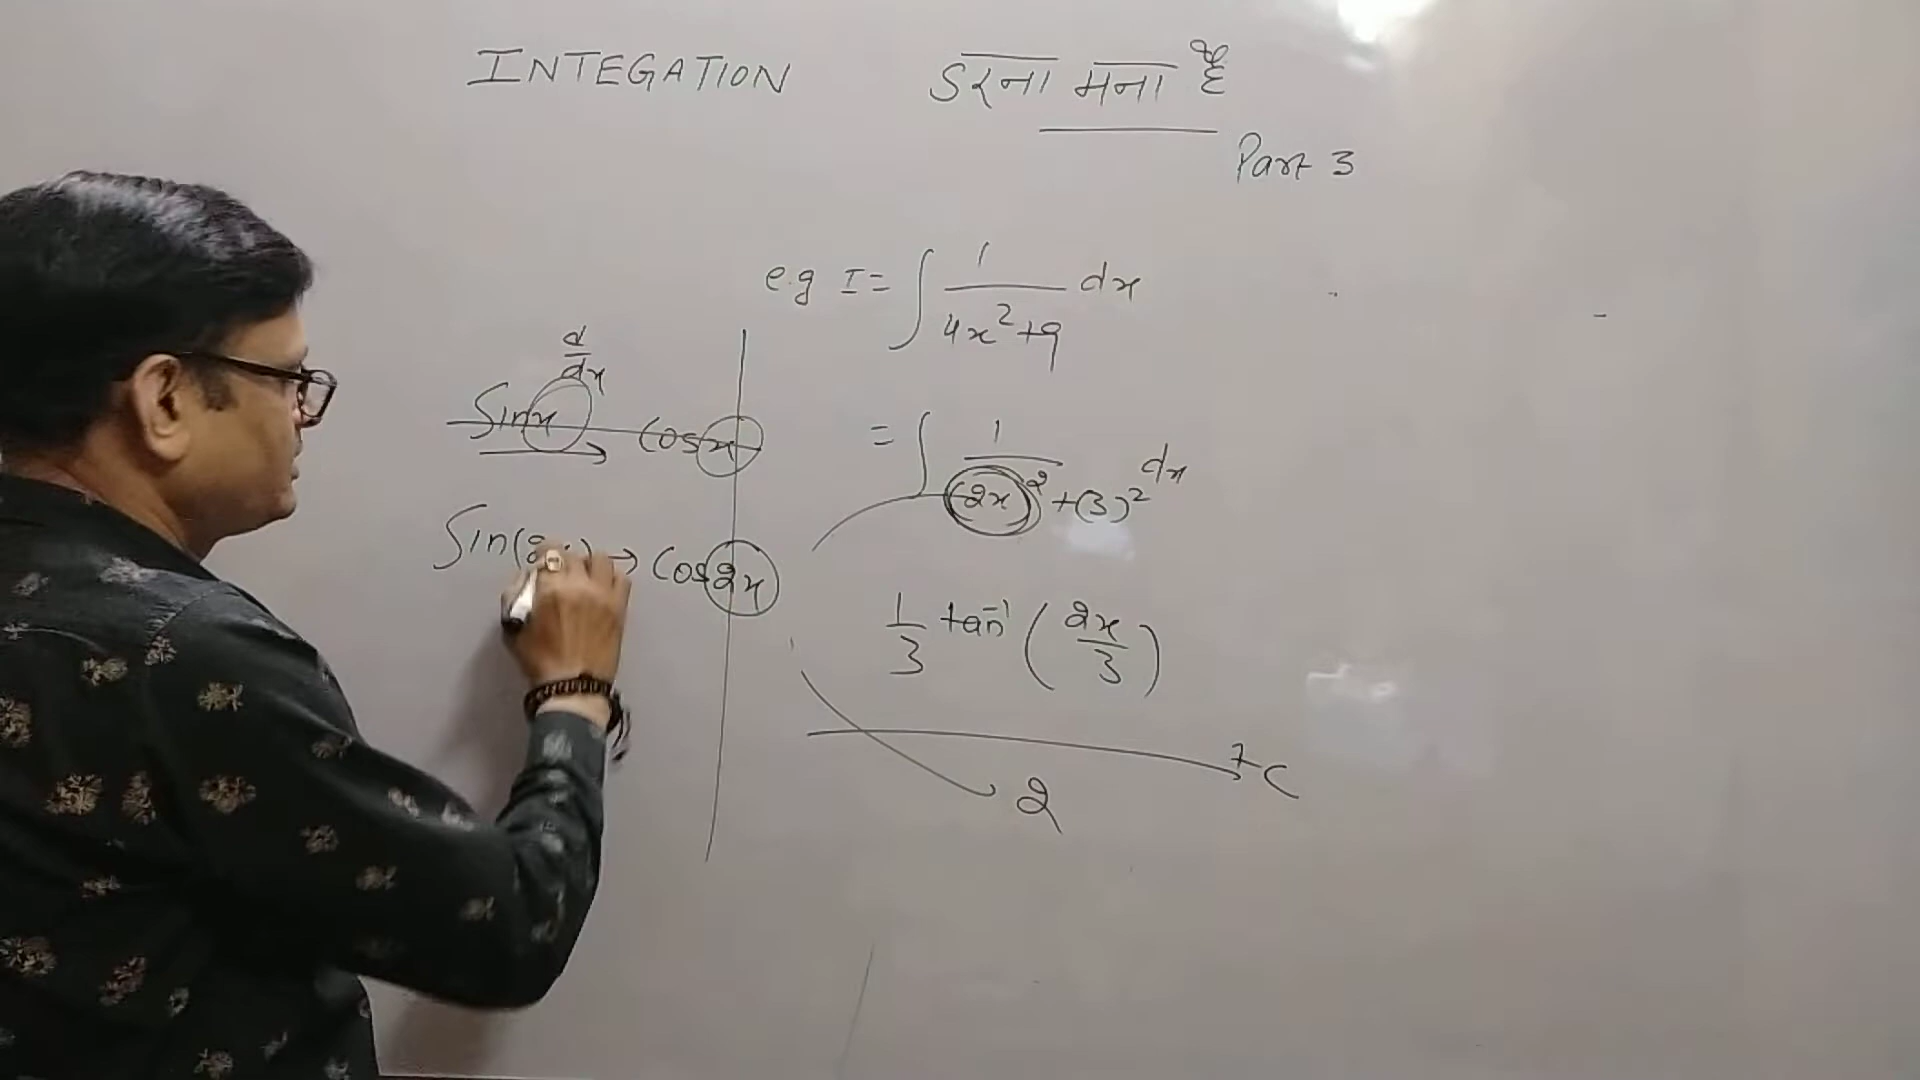 INTEGATION डरना मना है
Part 3
e.g I = ∫ 1/(4x²+9) dx
d/dx
Sinx → Cosx
= ∫ 1/((2x)²+(3)²) dx
Sin(2x) → Cos2x
1/3 tan⁻¹ (2x/3)
2 + C